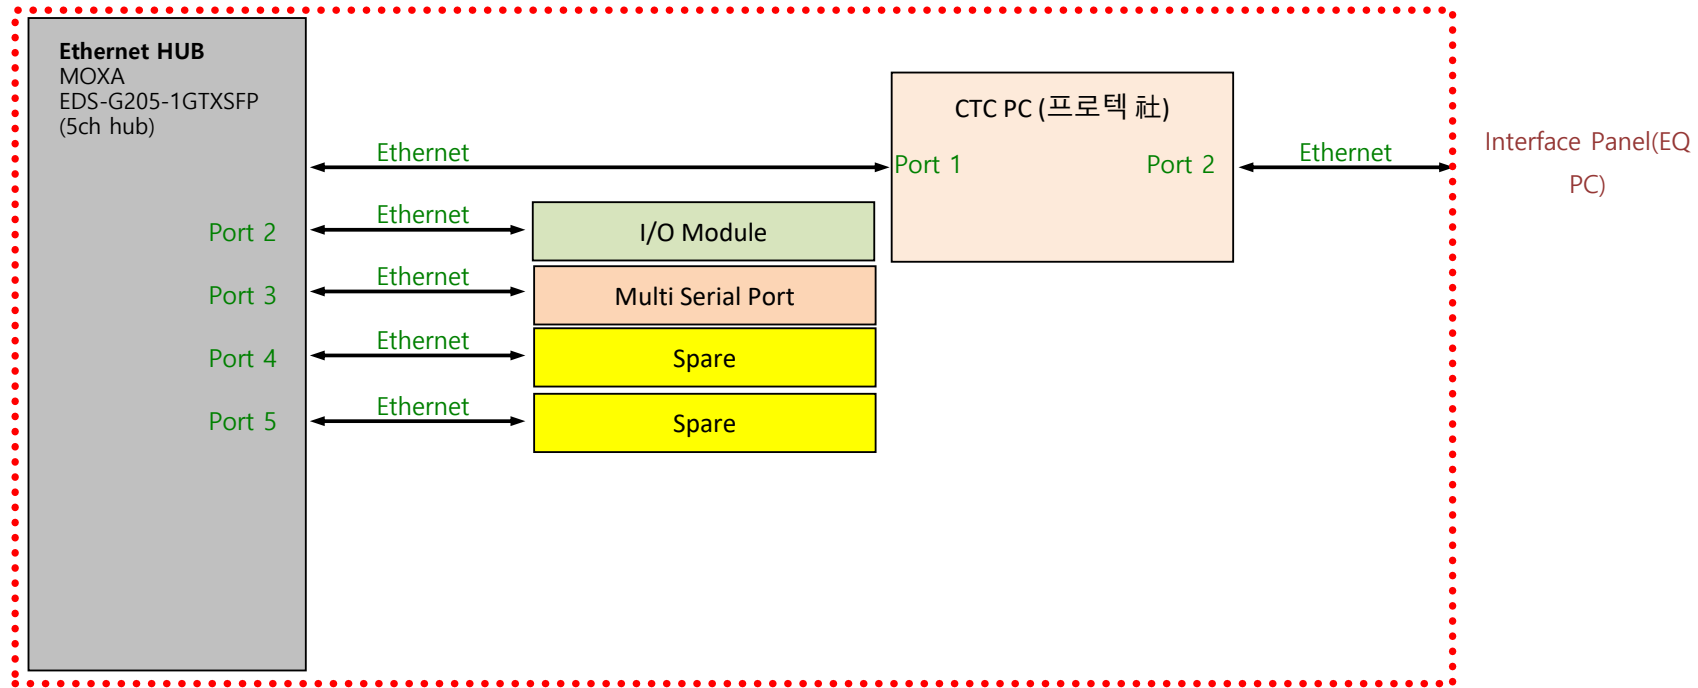 Ethernet HUB
MOXA
EDS-G205-1GTXSFP
(5ch hub)
CTC PC (프로텍 社)
Interface Panel(EQ
PC)
Ethernet
Port 1
Port 2
Ethernet
Port 2
Ethernet
I/O Module
Port 3
Ethernet
Multi Serial Port
Port 4
Ethernet
Spare
Port 5
Ethernet
Spare